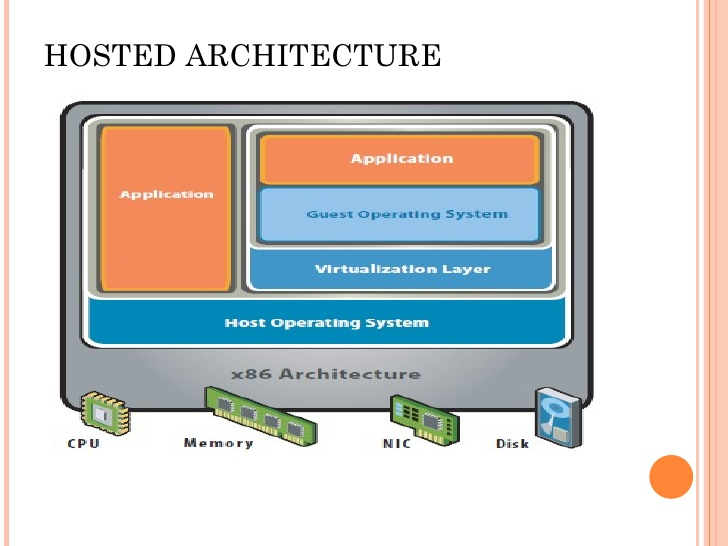 HOSTED ARCHITECTURE
Application
Application
Guest Operating System
Virtualization Layer
Host Operating System
x86 Architecture
CPU
Memory
NIC
Disk